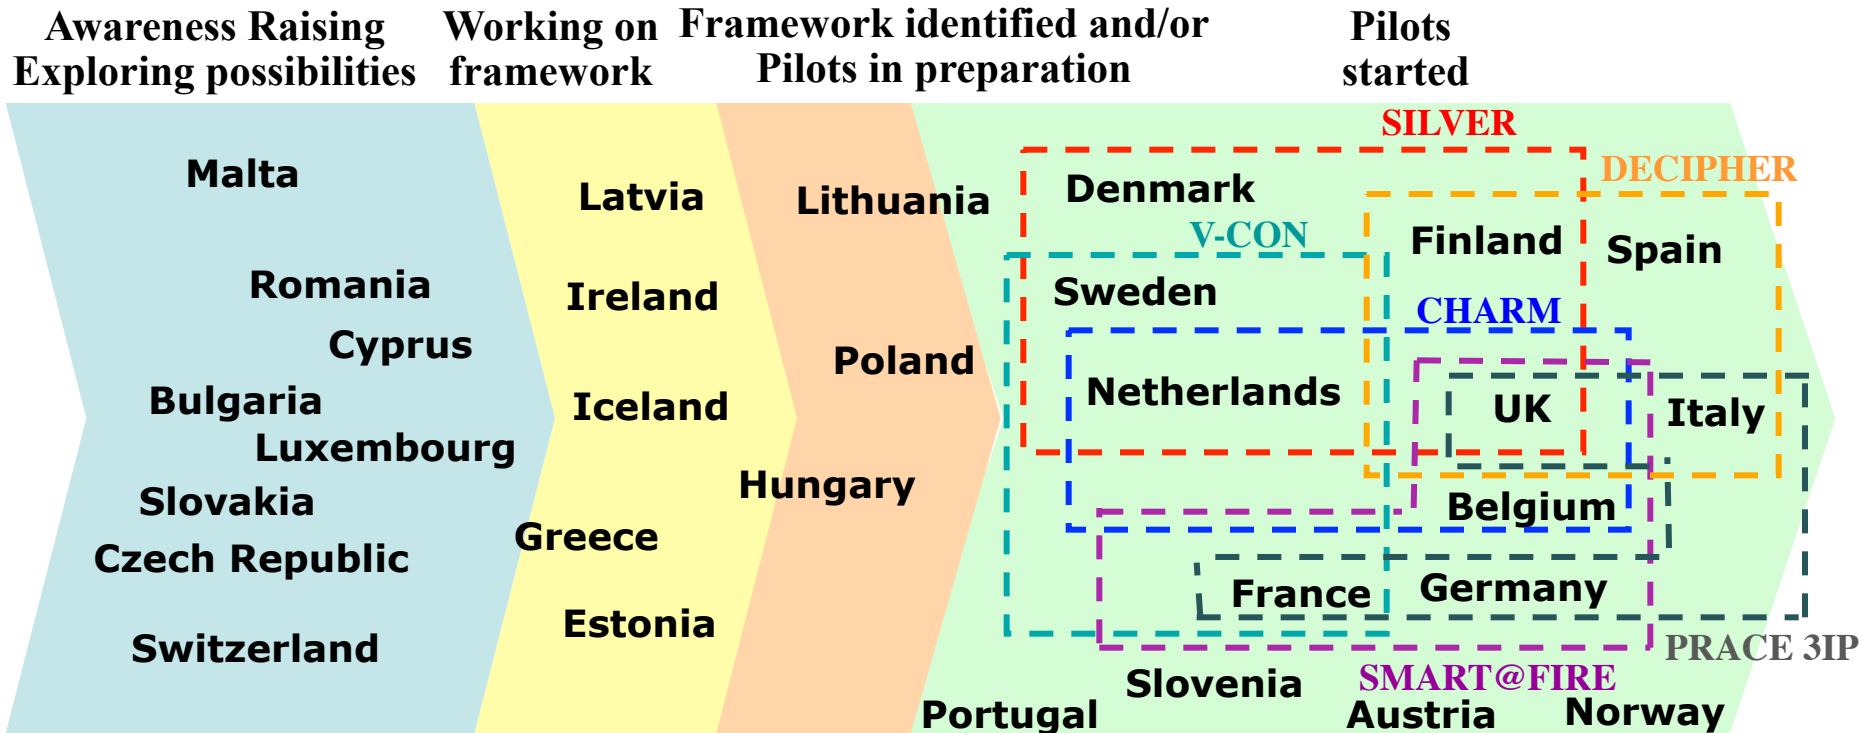 Awareness Raising
Exploring possibilities
Working on
framework
Framework identified and/or
Pilots in preparation
Pilots
started
Malta
Romania
Cyprus
Bulgaria
Luxembourg
Slovakia
Czech Republic
Switzerland
Latvia
Ireland
Iceland
Greece
Estonia
Lithuania
Poland
Hungary
SILVER
DECIPHER
Denmark
V-CON
Finland
Spain
Sweden
CHARM
Netherlands
UK
Italy
Belgium
France
Germany
PRACE 3IP
SMART@FIRE
Slovenia
Portugal
Austria
Norway